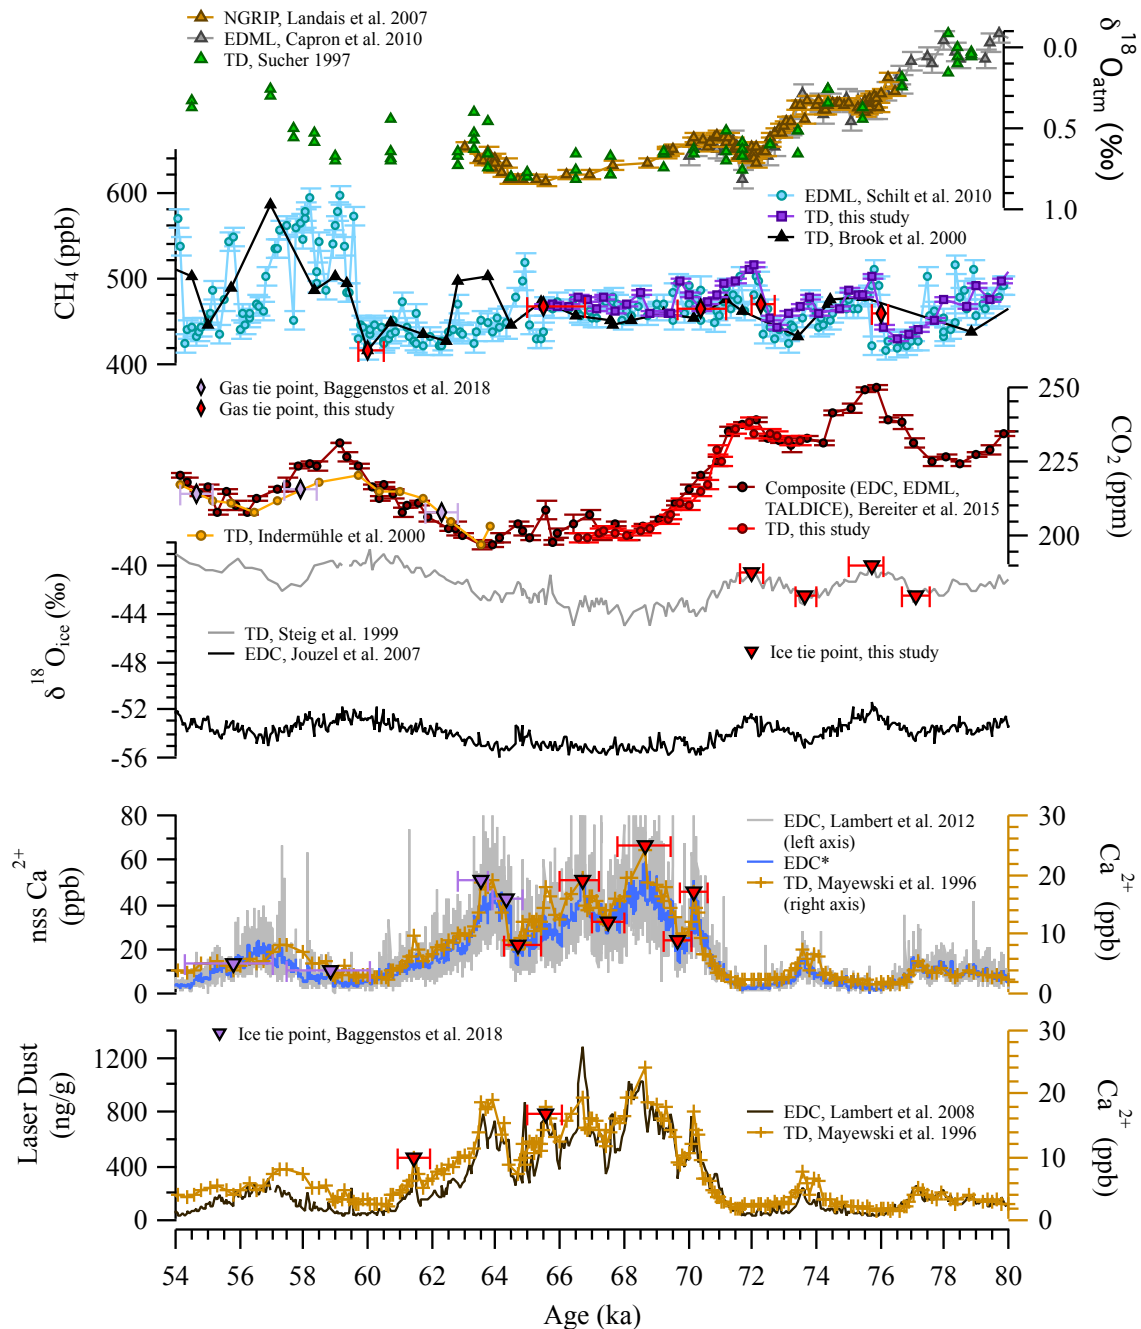 NGRIP, Landais et al. 2007
EDML, Capron et al. 2010
TD, Sucher 1997
0.0
0.5
1.0
δ18Oatm (‰)
600
500
400
CH4 (ppb)
EDML, Schilt et al. 2010
TD, this study
TD, Brook et al. 2000
Gas tie point, Baggenstos et al. 2018
Gas tie point, this study
250
225
200
CO2 (ppm)
Composite (EDC, EDML,
TALDICE), Bereiter et al. 2015
TD, this study
TD, Indermühle et al. 2000
-40
-44
-48
-52
-56
δ18Oice (‰)
TD, Steig et al. 1999
EDC, Jouzel et al. 2007
Ice tie point, this study
80
60
40
20
0
nss Ca2+
(ppb)
EDC, Lambert et al. 2012
(left axis)
EDC*
TD, Mayewski et al. 1996
(right axis)
30
20
10
0
Ca2+
(ppb)
Ice tie point, Baggenstos et al. 2018
1200
800
400
0
Laser Dust
(ng/g)
EDC, Lambert et al. 2008
TD, Mayewski et al. 1996
30
20
10
0
Ca2+
(ppb)
54 56 58 60 62 64 66 68 70 72 74 76 78 80
Age (ka)